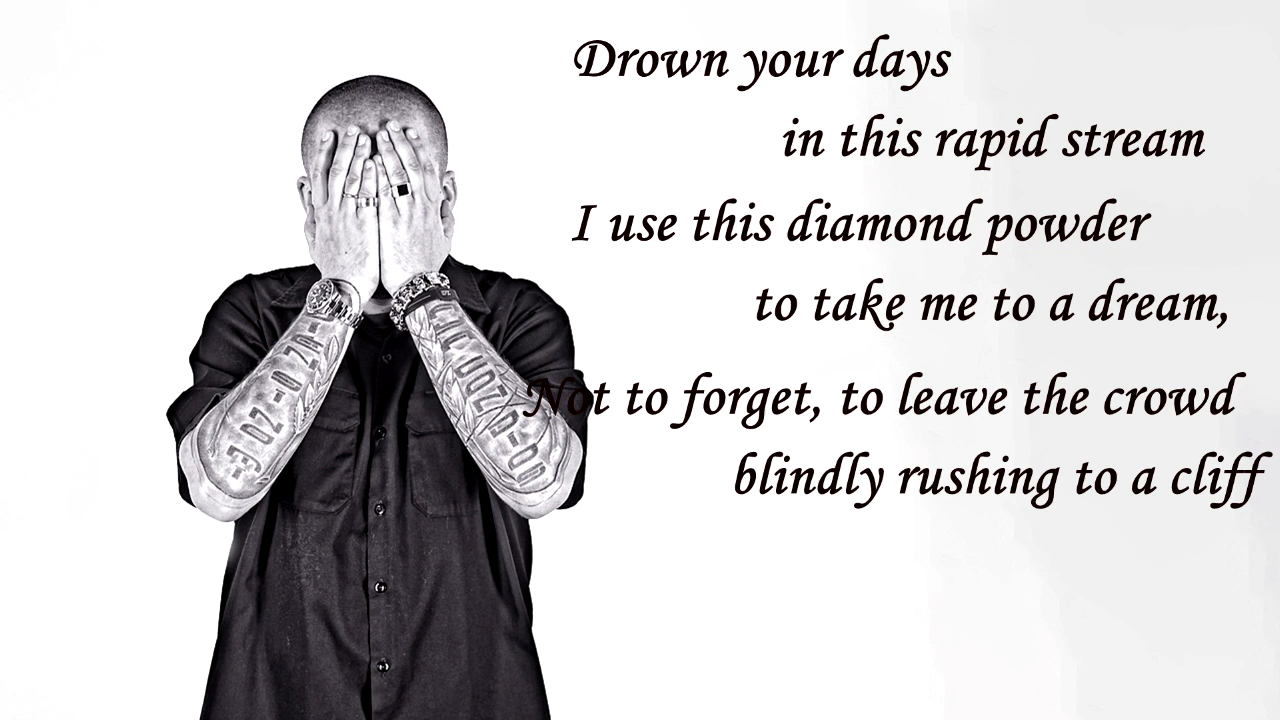 Drown your days
in this rapid stream
I use this diamond powder
to take me to a dream,
Not to forget, to leave the crowd
blindly rushing to a cliff